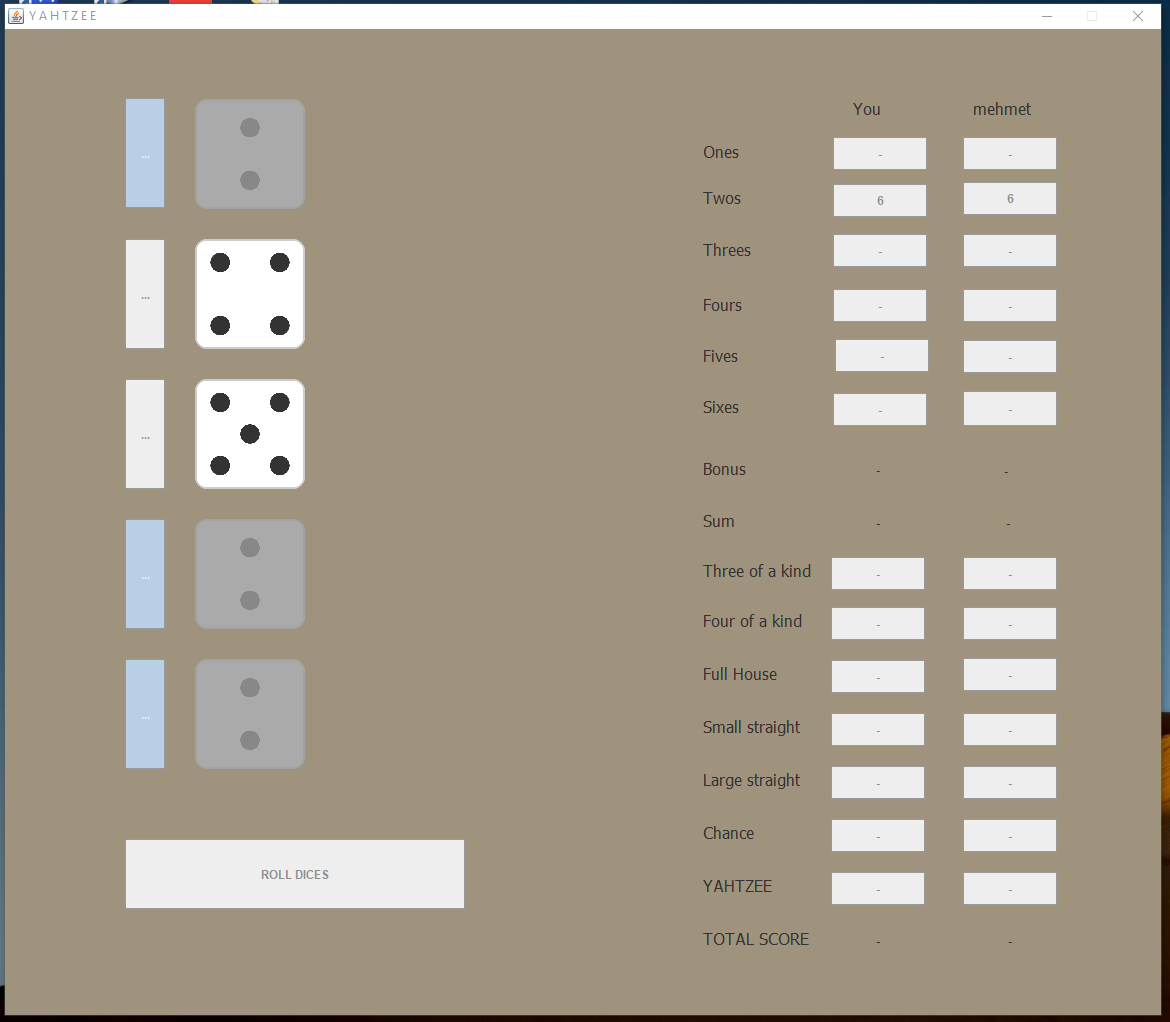 YAHTZEE
...
...
...
...
...
ROLL DICES
You mehmet
Ones - -
Twos 6 6
Threes - -
Fours - -
Fives - -
Sixes - -
Bonus - -
Sum - -
Three of a kind - -
Four of a kind - -
Full House - -
Small straight - -
Large straight - -
Chance - -
YAHTZEE - -
TOTAL SCORE - -